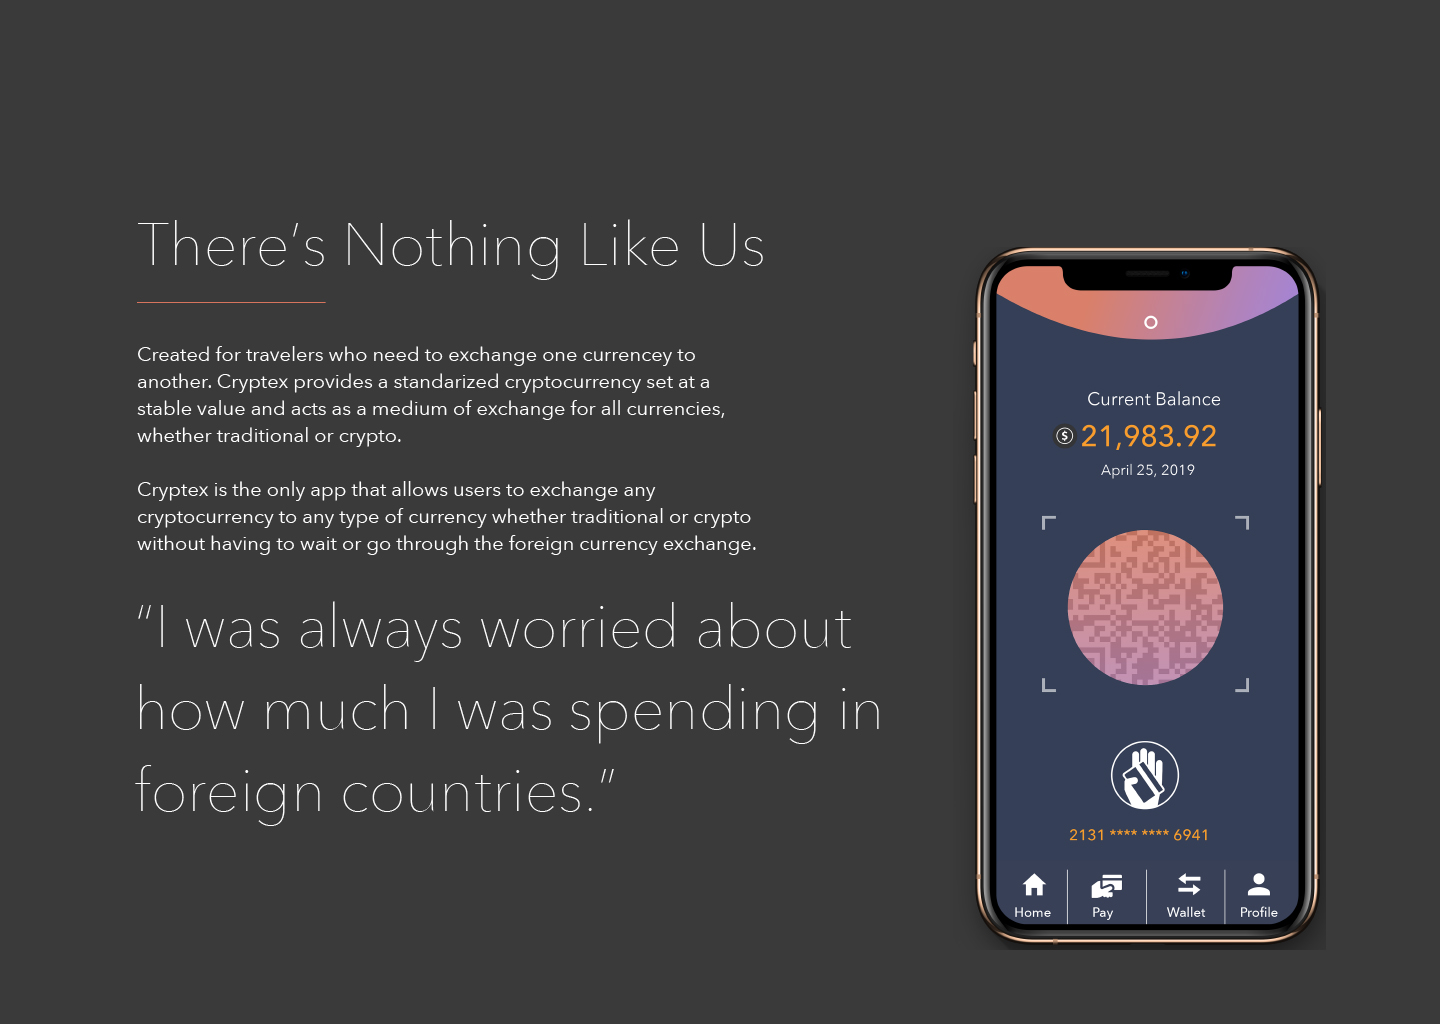 There’s Nothing Like Us
Created for travelers who need to exchange one currencey to
another. Cryptex provides a standarized cryptocurrency set at a
stable value and acts as a medium of exchange for all currencies,
whether traditional or crypto.
Cryptex is the only app that allows users to exchange any
cryptocurrency to any type of currency whether traditional or crypto
without having to wait or go through the foreign currency exchange.
“I was always worried about
how much I was spending in
foreign countries.”
Current Balance
$ 21,983.92
April 25, 2019
2131 **** **** 6941
Home Pay Wallet Profile